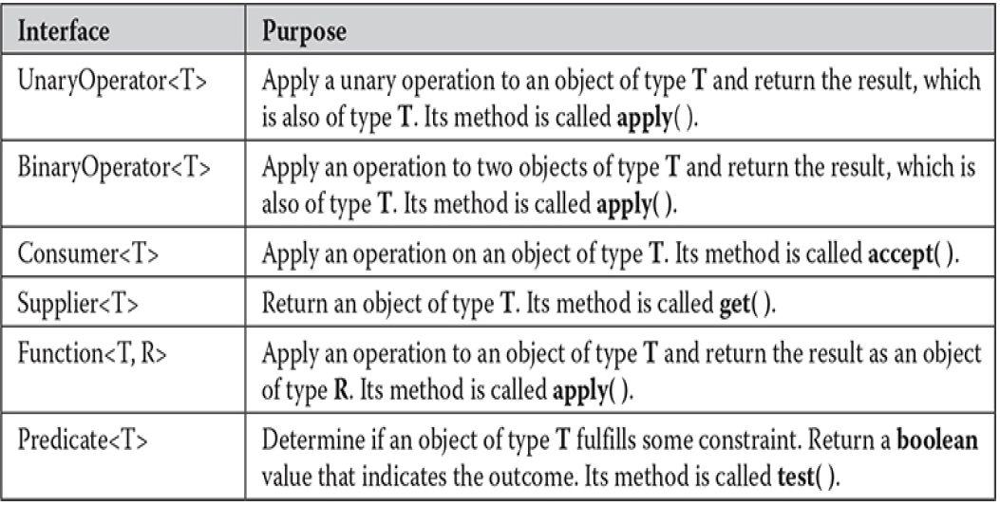 Interface Purpose
UnaryOperator<T> Apply a unary operation to an object of type T and return the result, which
is also of type T. Its method is called apply( ).
BinaryOperator<T> Apply an operation to two objects of type T and return the result, which is
also of type T. Its method is called apply( ).
Consumer<T> Apply an operation on an object of type T. Its method is called accept( ).
Supplier<T> Return an object of type T. Its method is called get( ).
Function<T, R> Apply an operation to an object of type T and return the result as an object
of type R. Its method is called apply( ).
Predicate<T> Determine if an object of type T fulfills some constraint. Return a boolean
value that indicates the outcome. Its method is called test( ).